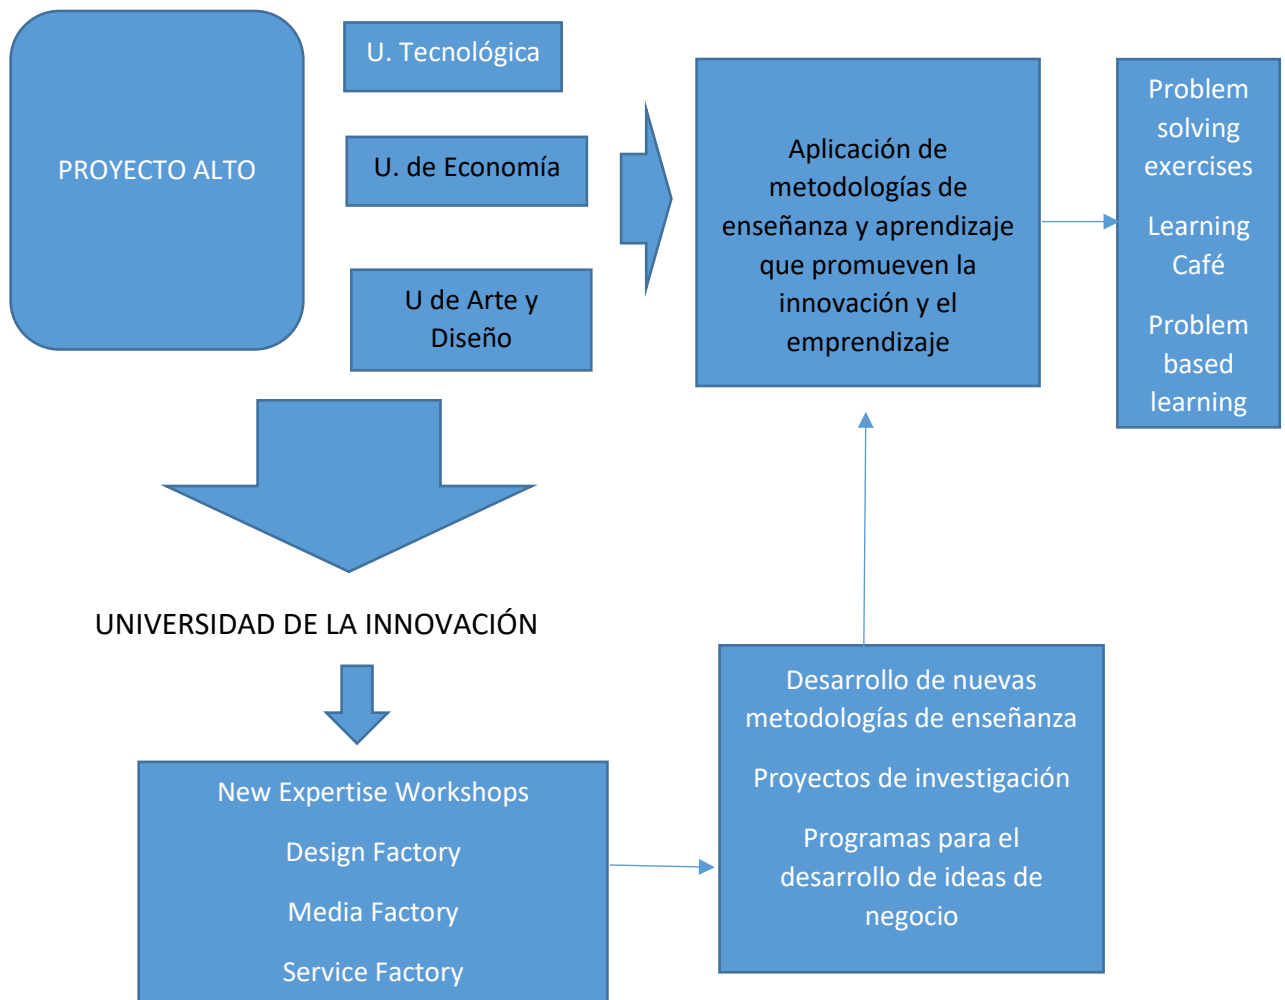 PROYECTO ALTO
U. Tecnológica
U. de Economía
U de Arte y
Diseño
Aplicación de
metodologías de
enseñanza y aprendizaje
que promueven la
innovación y el
emprendizaje
Problem
solving
exercises
Learning
Café
Problem
based
learning
UNIVERSIDAD DE LA INNOVACIÓN
New Expertise Workshops
Design Factory
Media Factory
Service Factory
Desarrollo de nuevas
metodologías de enseñanza
Proyectos de investigación
Programas para el
desarrollo de ideas de
negocio